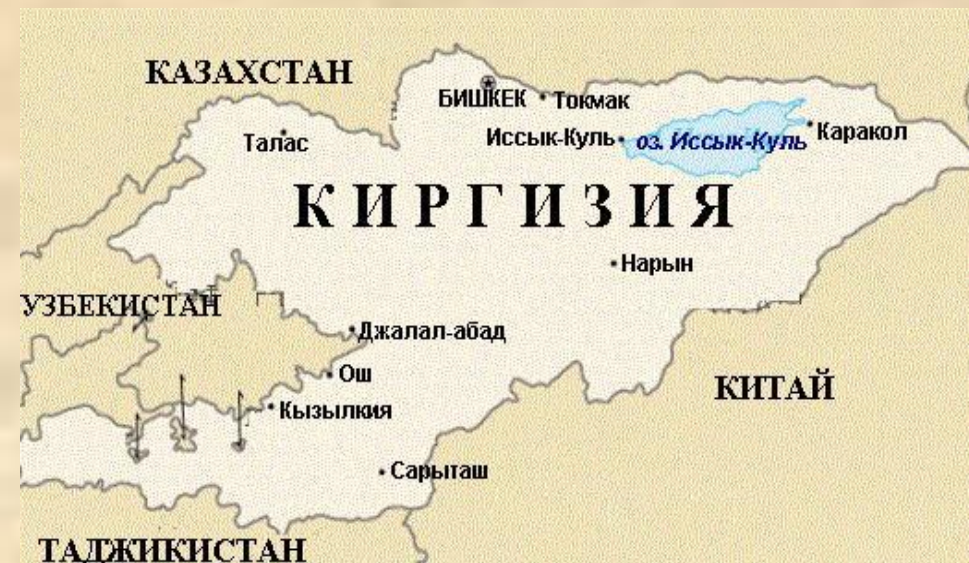 КАЗАХСТАН
БИШКЕК
Токмак
Талас
Иссык-Куль
оз. Иссык-Куль
Каракол
КИРГИЗИЯ
Нарын
УЗБЕКИСТАН
Джалал-абад
Ош
КИТАЙ
Кызылкия
Сарыташ
ТАДЖИКИСТАН